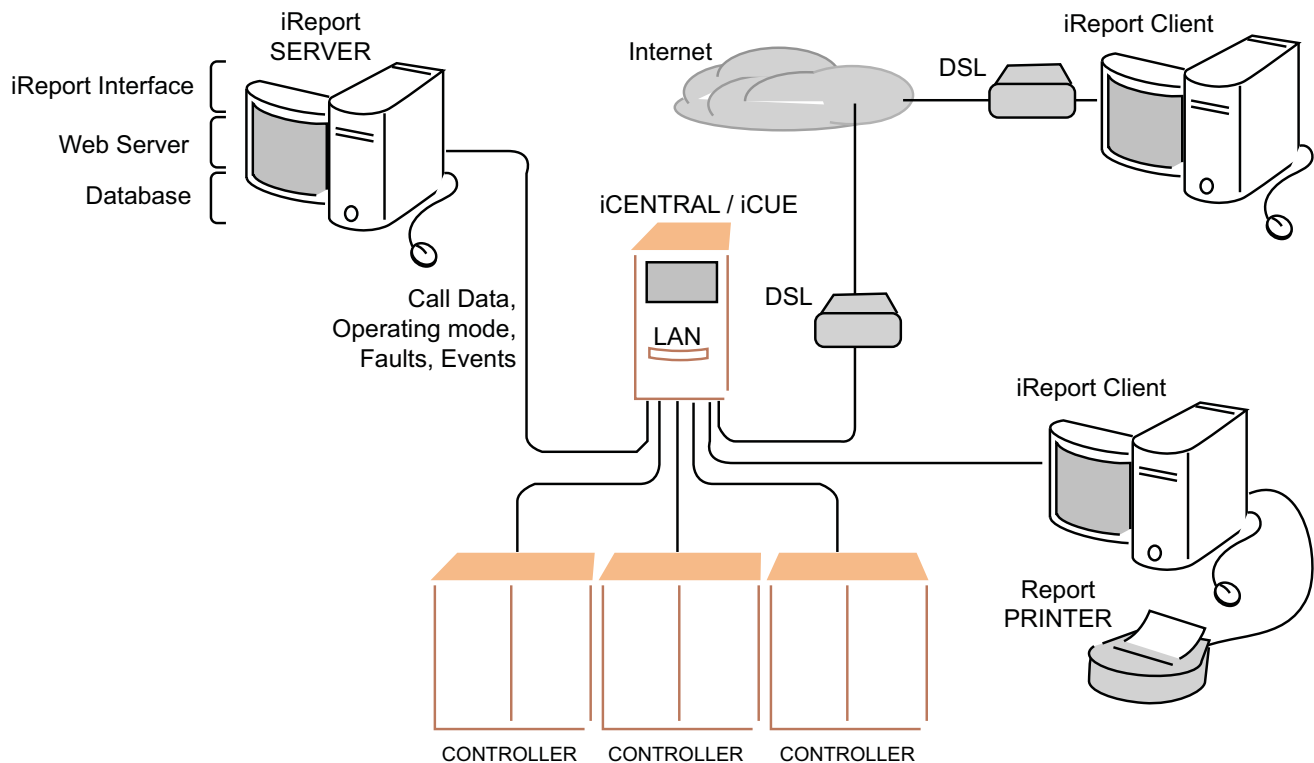 iReport
SERVER
iReport Interface
Web Server
Database
Internet
DSL
iReport Client
iCENTRAL / iCUE
LAN
Call Data,
Operating mode,
Faults, Events
DSL
iReport Client
Report
PRINTER
CONTROLLER
CONTROLLER
CONTROLLER